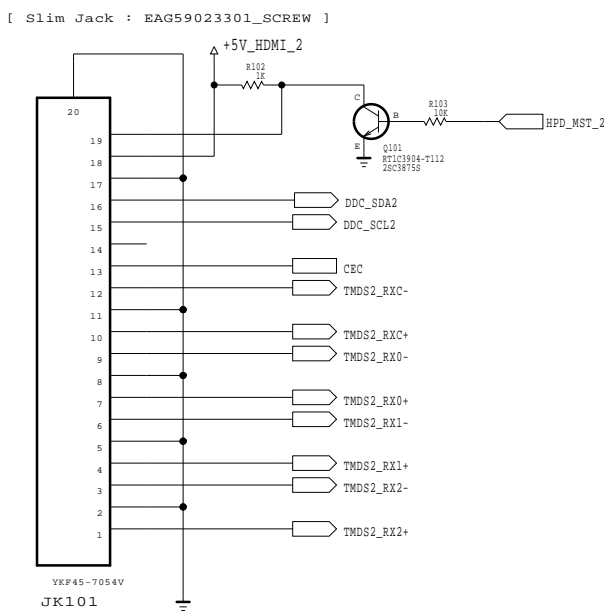 [ Slim Jack : EAG59023301_SCREW ]
+5V_HDMI_2
R102
1K
C
B
E
R103
10K
HPD_MST_2
Q101
RT1C3904-T112
2SC3875S
20
19
18
17
16
DDC_SDA2
15
DDC_SCL2
14
13
CEC
12
TMDS2_RXC-
11
10
TMDS2_RXC+
9
TMDS2_RX0-
8
7
TMDS2_RX0+
6
TMDS2_RX1-
5
4
TMDS2_RX1+
3
TMDS2_RX2-
2
1
TMDS2_RX2+
YKF45-7054V
JK101